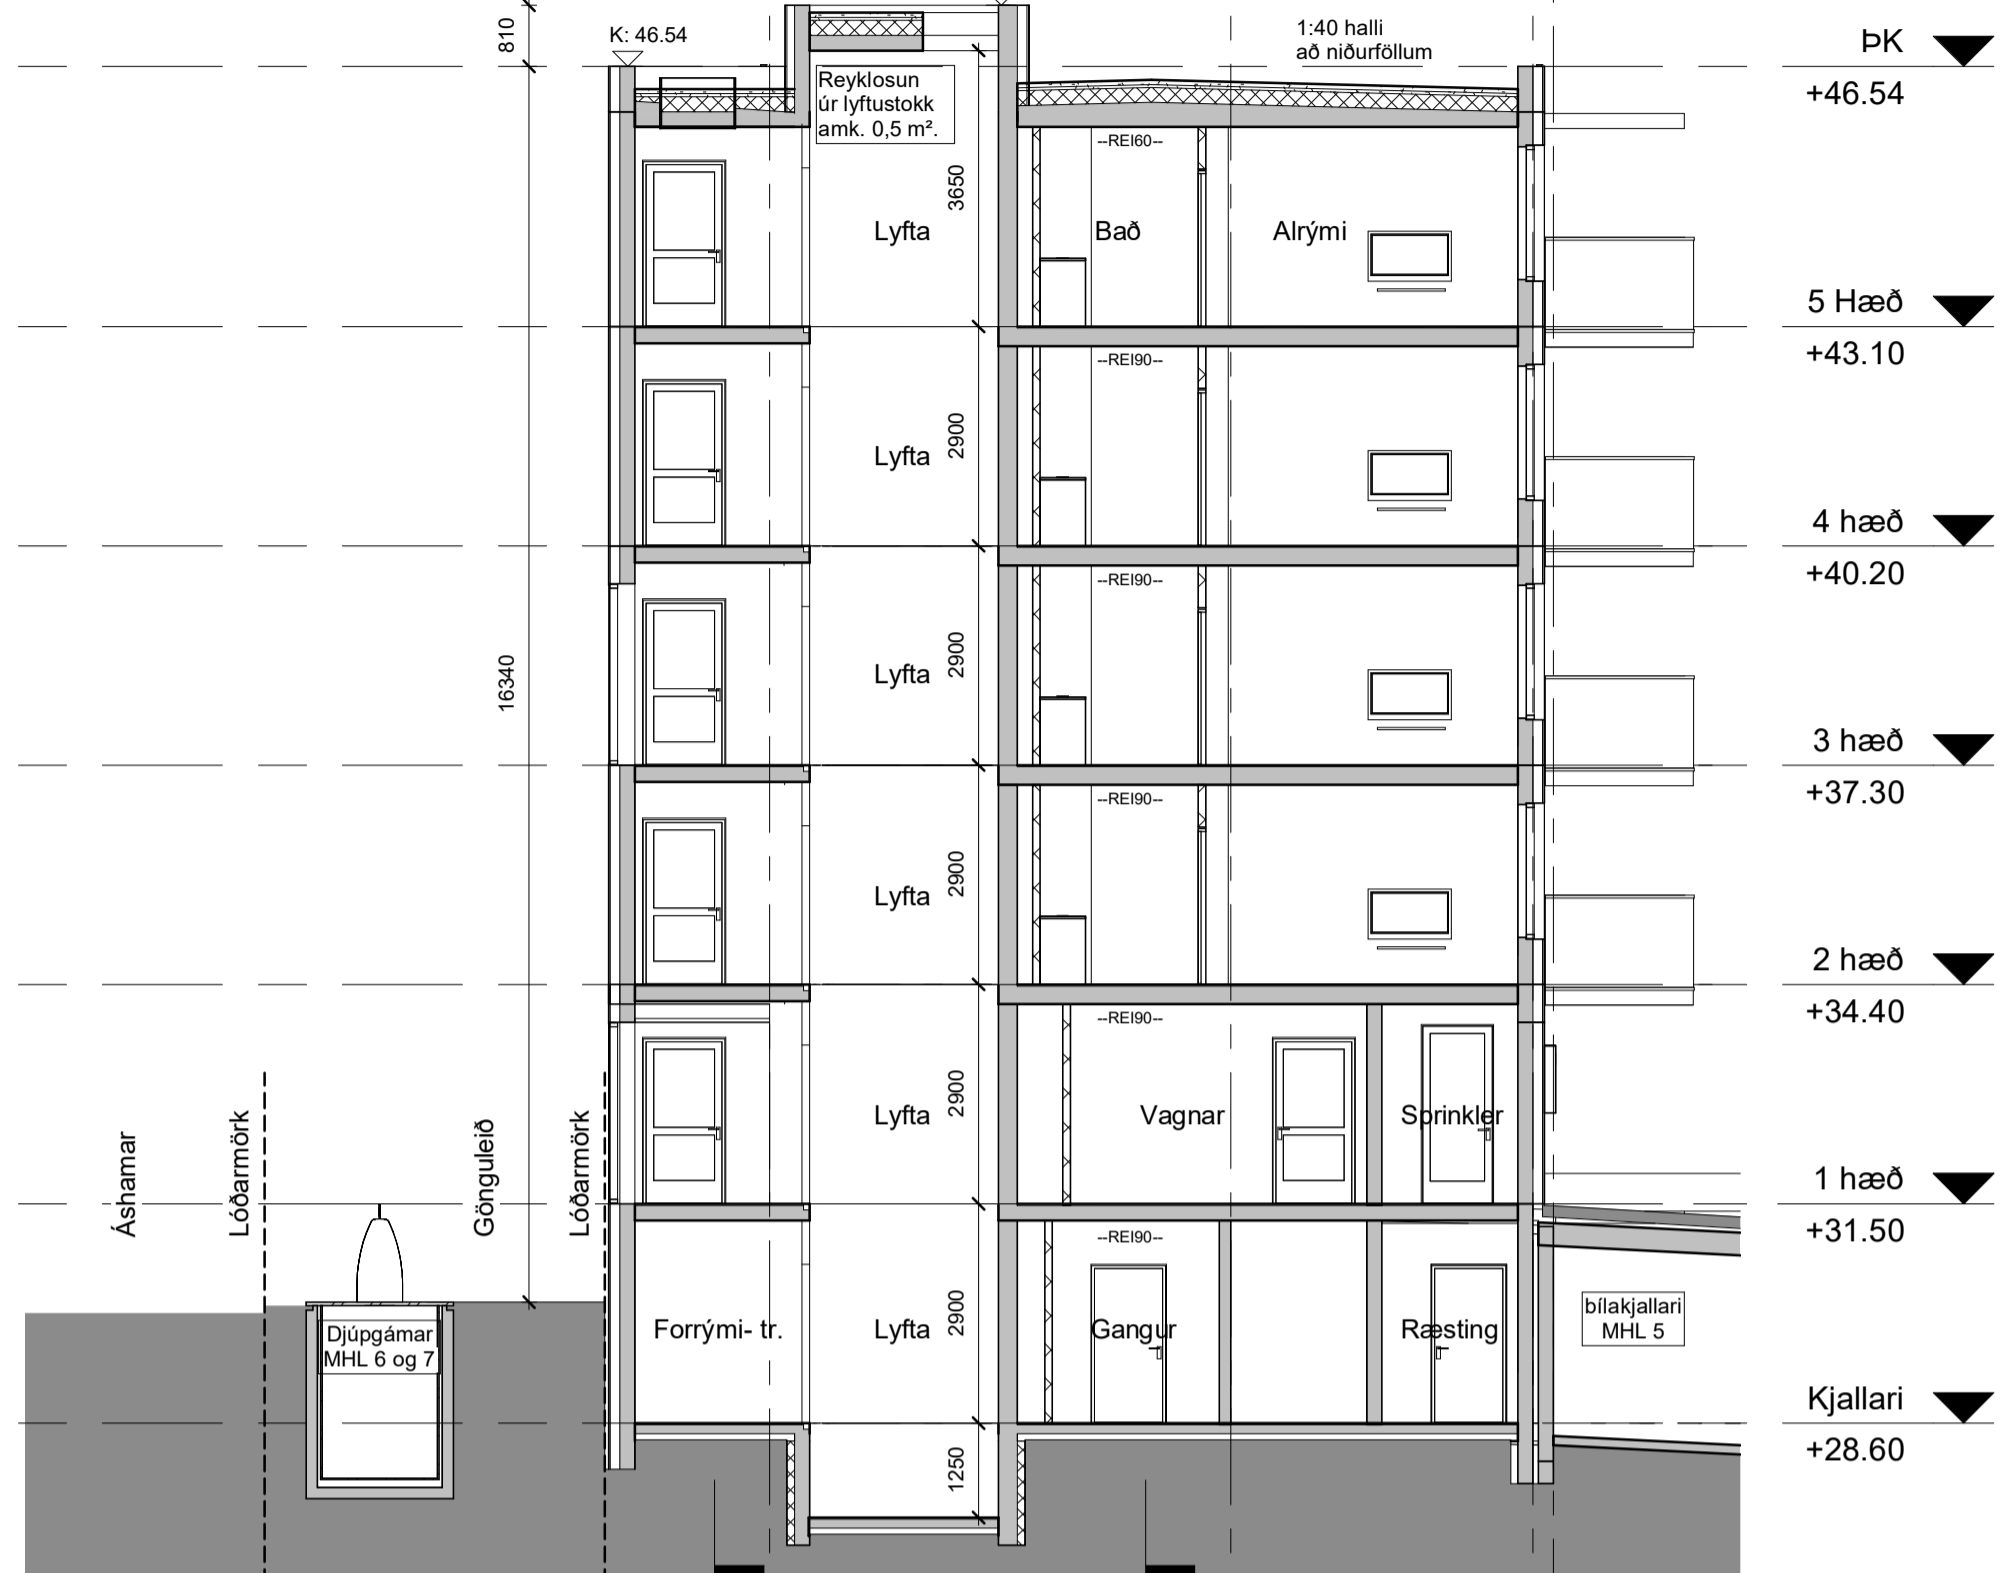 810
K: 46.54
1:40 halli
að niðurföllum
ÞK
+46.54
Reyklosun
úr lyftustokk
amk. 0,5 m².
--REI60--
3650
Lyfta
Bað
Alrými
5 Hæð
+43.10
--REI90--
2900
Lyfta
4 hæð
+40.20
--REI90--
16340
2900
Lyfta
3 hæð
+37.30
--REI90--
2900
Lyfta
2 hæð
+34.40
--REI90--
2900
Lyfta
Vagnar
Sprinkler
Áshamar
Lóðarmörk
Gönguleið
Lóðarmörk
1 hæð
+31.50
--REI90--
Djúpgámar
MHL 6 og 7
Forrými- tr.
Lyfta
2900
Gangur
Ræsting
bílakjallari
MHL 5
Kjallari
+28.60
1250